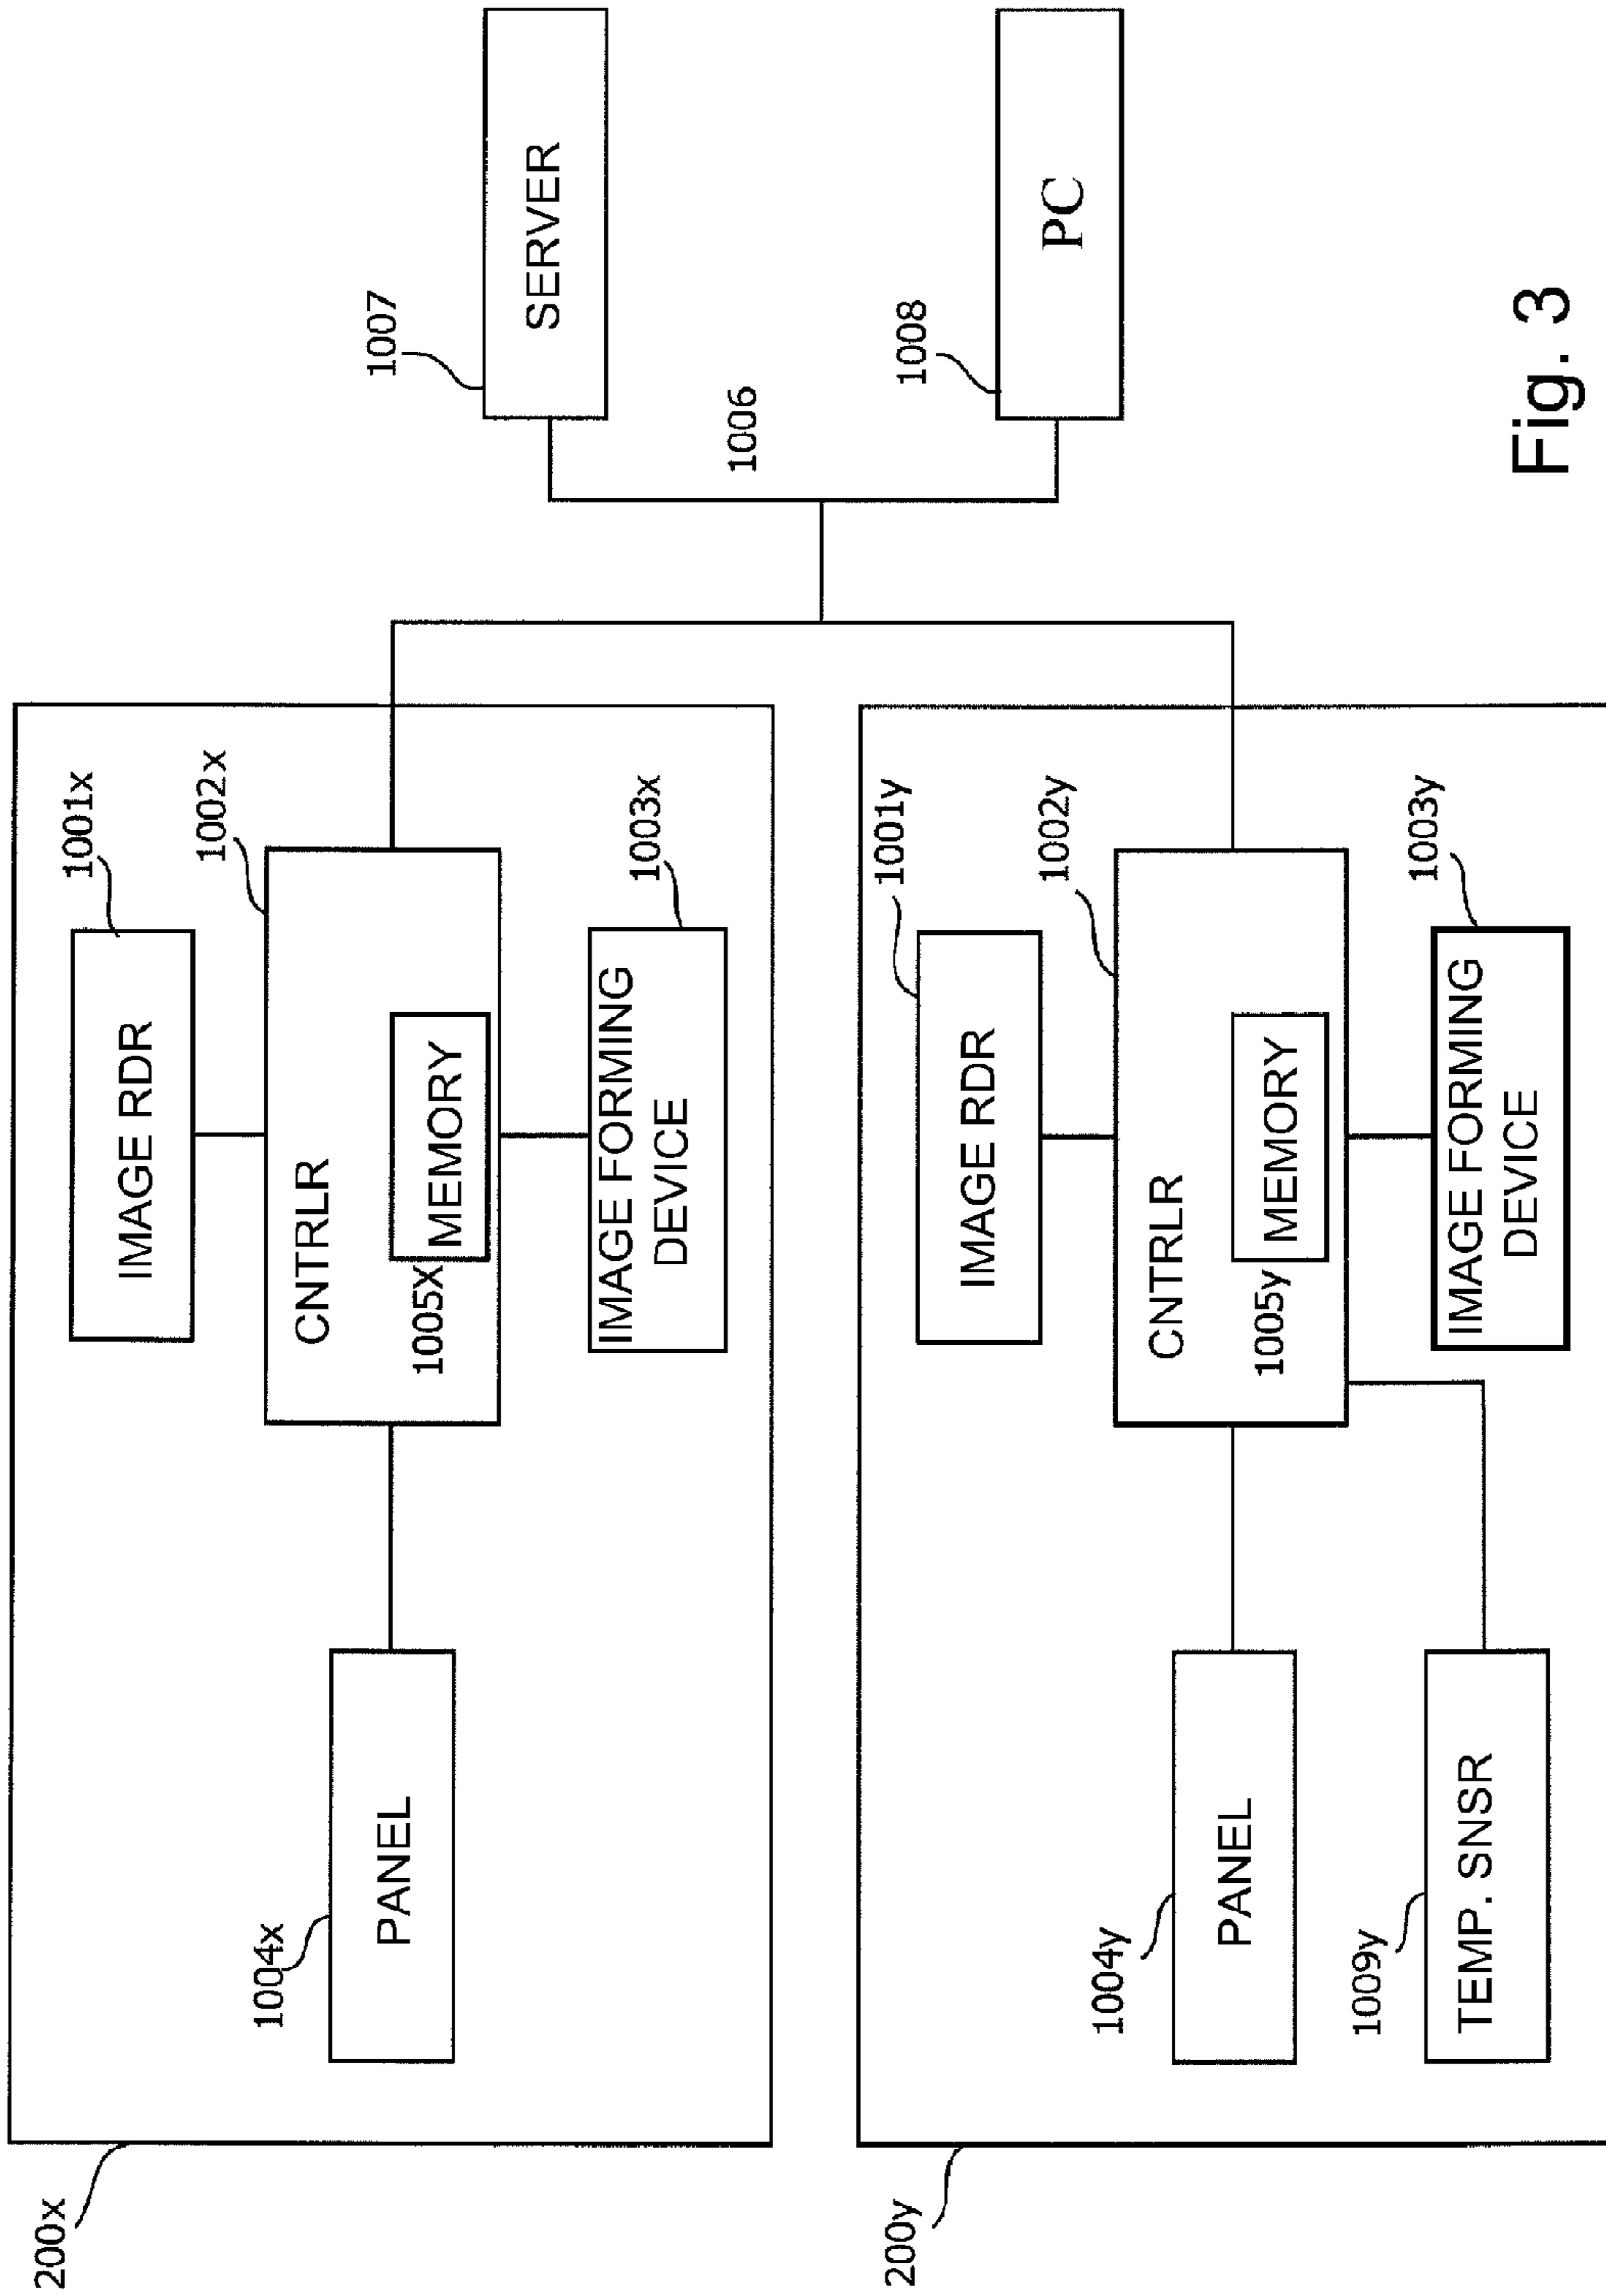 200x
1001x
IMAGE RDR
1002x
CNTRLR
1005X
MEMORY
1003x
IMAGE FORMING
DEVICE
1004x
PANEL
200y
1001y
IMAGE RDR
1002y
CNTRLR
1005y
MEMORY
1003y
IMAGE FORMING
DEVICE
1004y
PANEL
1009y
TEMP. SNSR
1006
1007
SERVER
1008
PC
Fig. 3